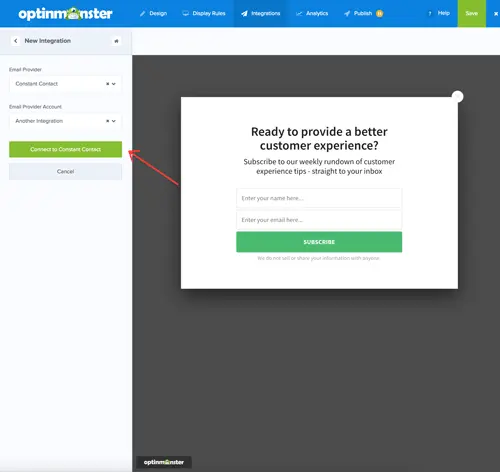 optinmonster
Design
Display Rules
Integrations
Analytics
Publish
? Help
Save
New Integration
Email Provider
Constant Contact
Email Provider Account
Another Integration
Connect to Constant Contact
Cancel
Ready to provide a better
customer experience?
Subscribe to our weekly rundown of customer
experience tips - straight to your inbox
Enter your name here...
Enter your email here...
SUBSCRIBE
We do not sell or share your information with anyone.
optinmonster